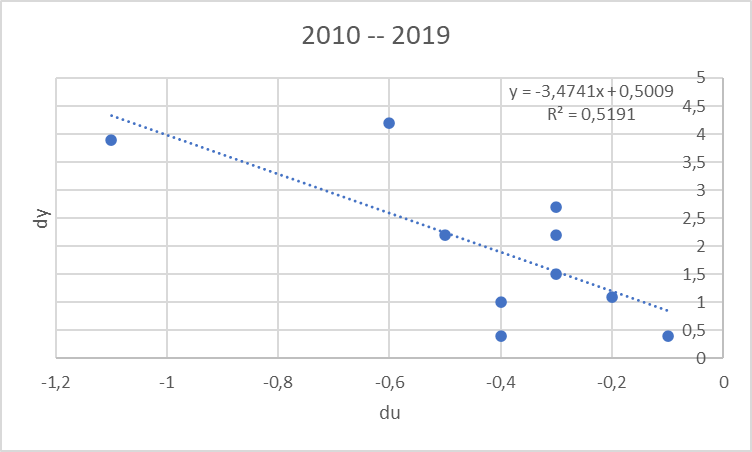 2010 -- 2019
y = -3,4741x + 0,5009
R² = 0,5191
5
4,5
4
3,5
3
2,5
2
1,5
1
0,5
0
dy
-1,2 -1 -0,8 -0,6 -0,4 -0,2 0
du